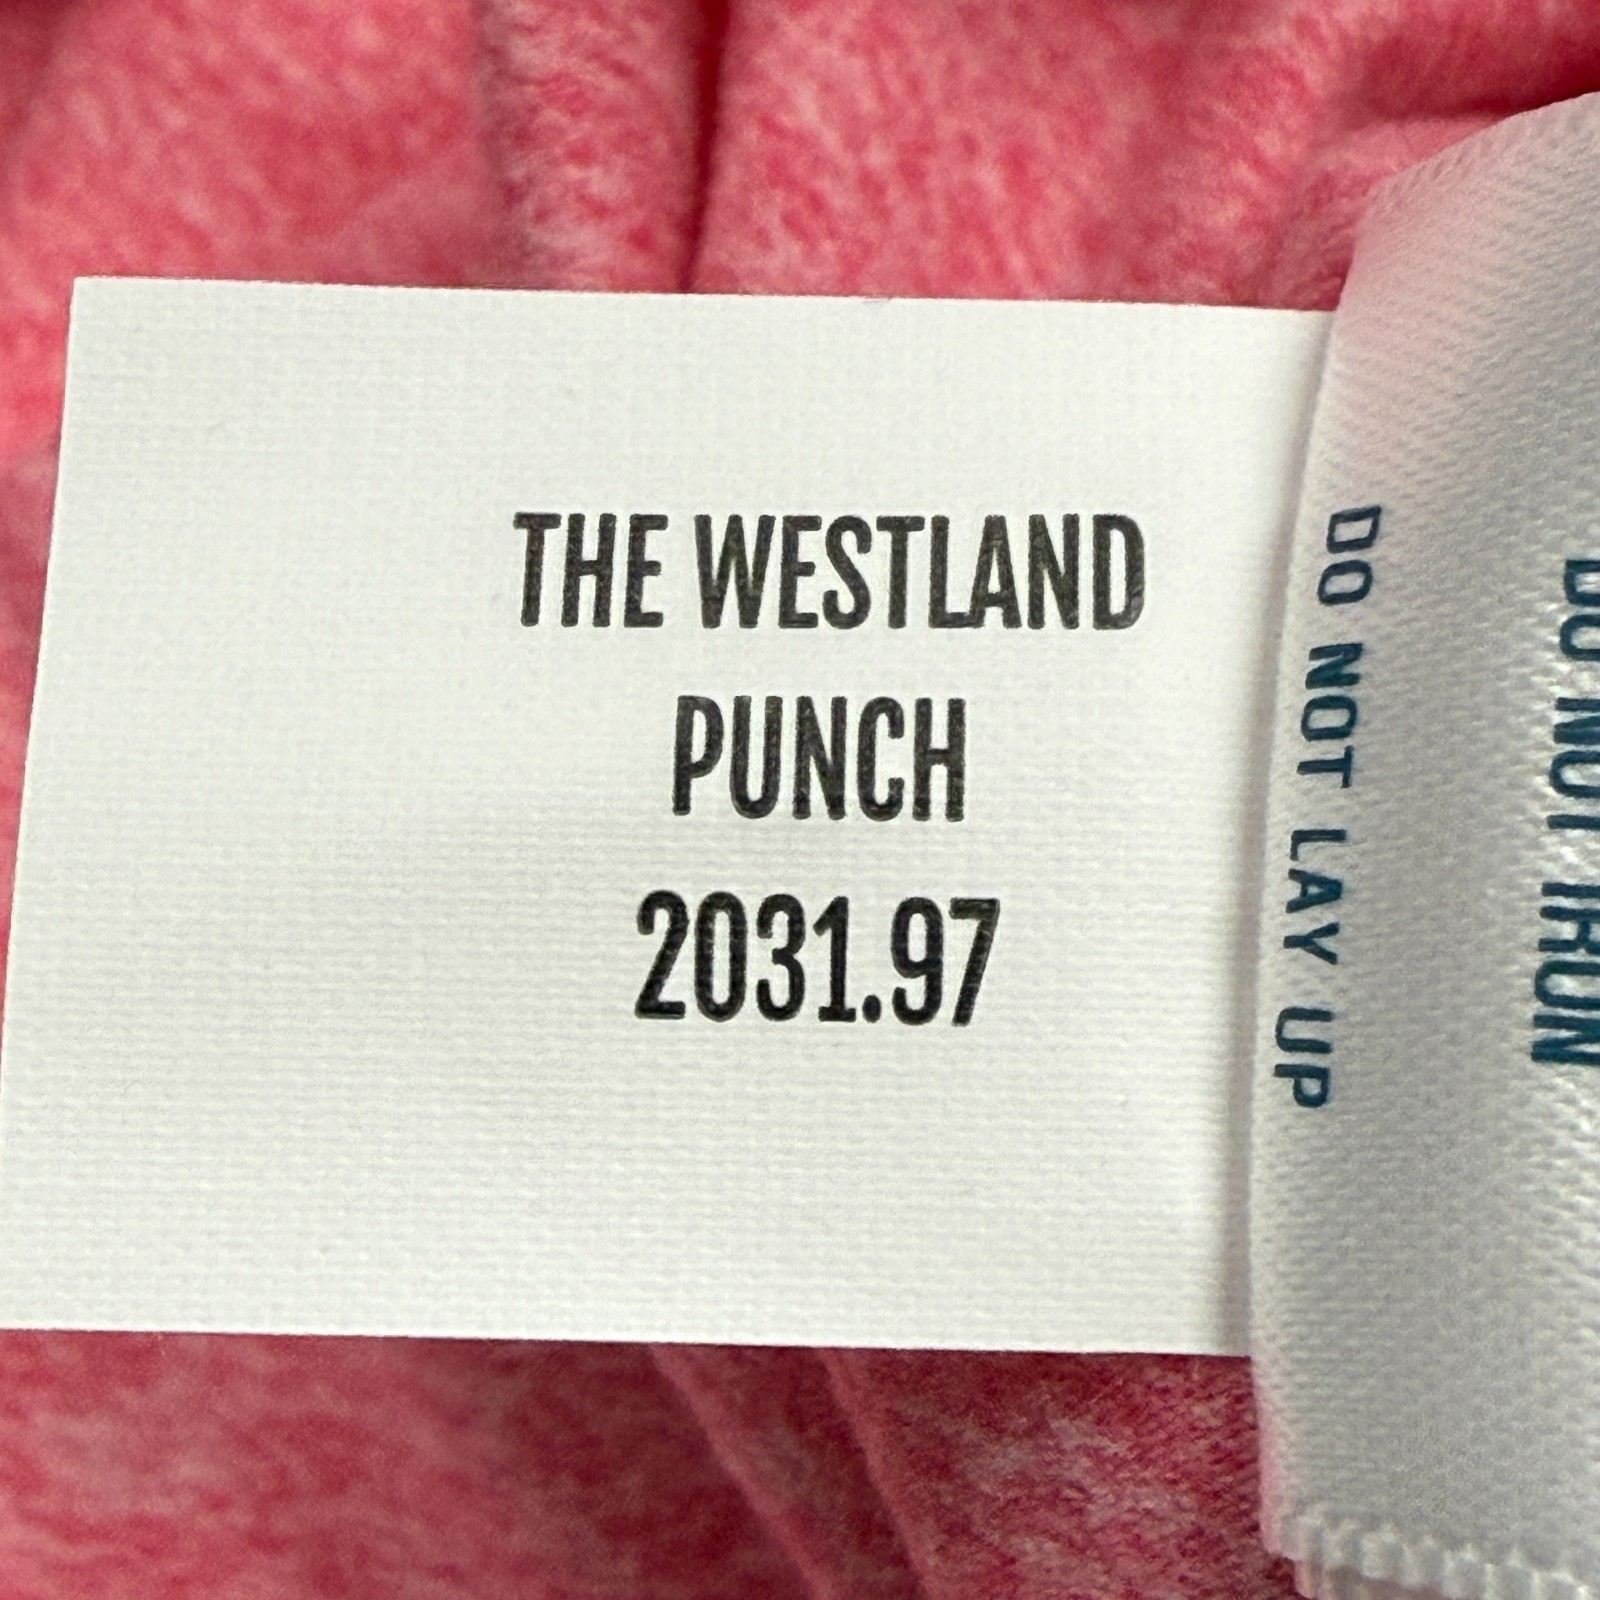 THE WESTLAND
PUNCH
2031.97
DO NOT LAY UP
DO NOT IRON